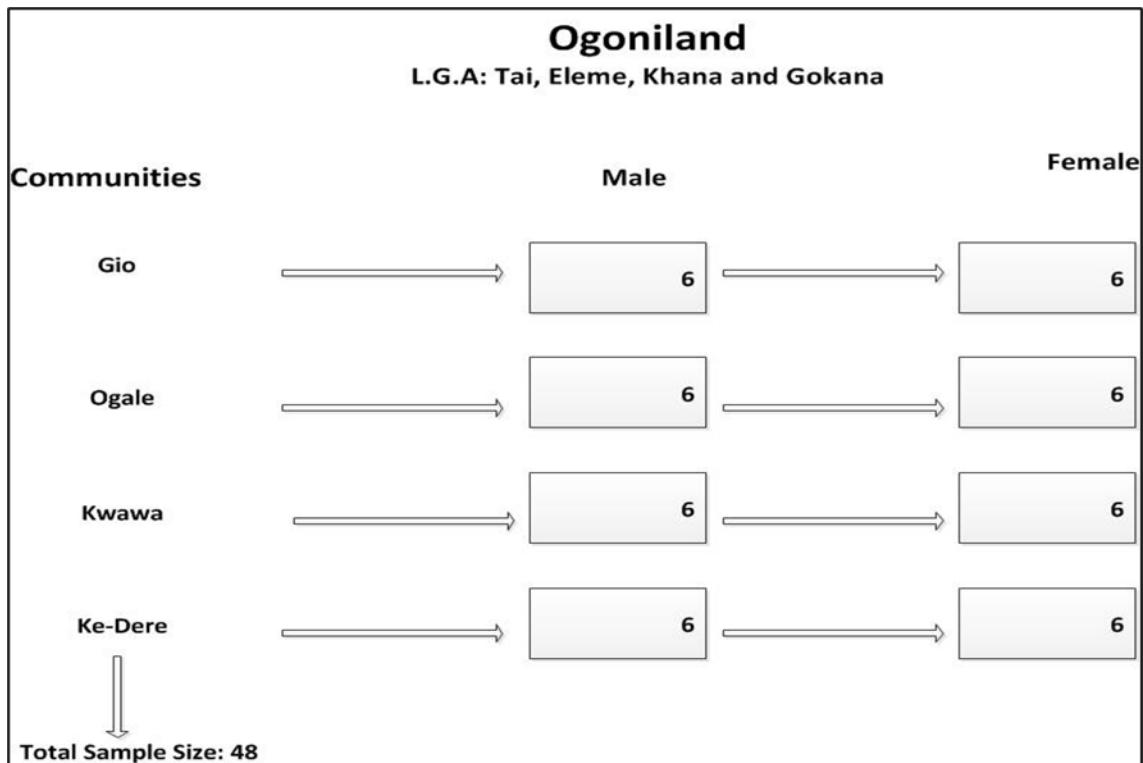 Ogoniland
L.G.A: Tai, Eleme, Khana and Gokana
Communities Male Female
Gio 6 6
Ogale 6 6
Kwawa 6 6
Ke-Dere 6 6
Total Sample Size: 48